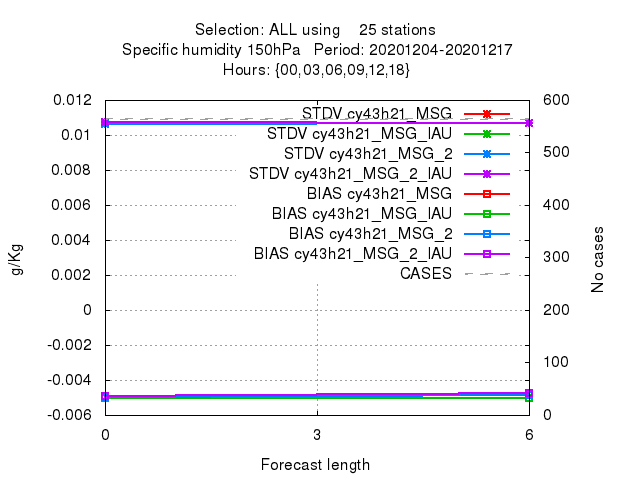 Selection: ALL using    25 stations
Specific humidity 150hPa   Period: 20201204-20201217
Hours: {00,03,06,09,12,18}
0.012
0.01
0.008
0.006
0.004
0.002
0
-0.002
-0.004
-0.006
g/Kg
STDV cy43h21_MSG
STDV cy43h21_MSG_IAU
STDV cy43h21_MSG_2
STDV cy43h21_MSG_2_IAU
BIAS cy43h21_MSG
BIAS cy43h21_MSG_IAU
BIAS cy43h21_MSG_2
BIAS cy43h21_MSG_2_IAU
CASES
600
500
400
300
200
100
0
No cases
0 3 6
Forecast length